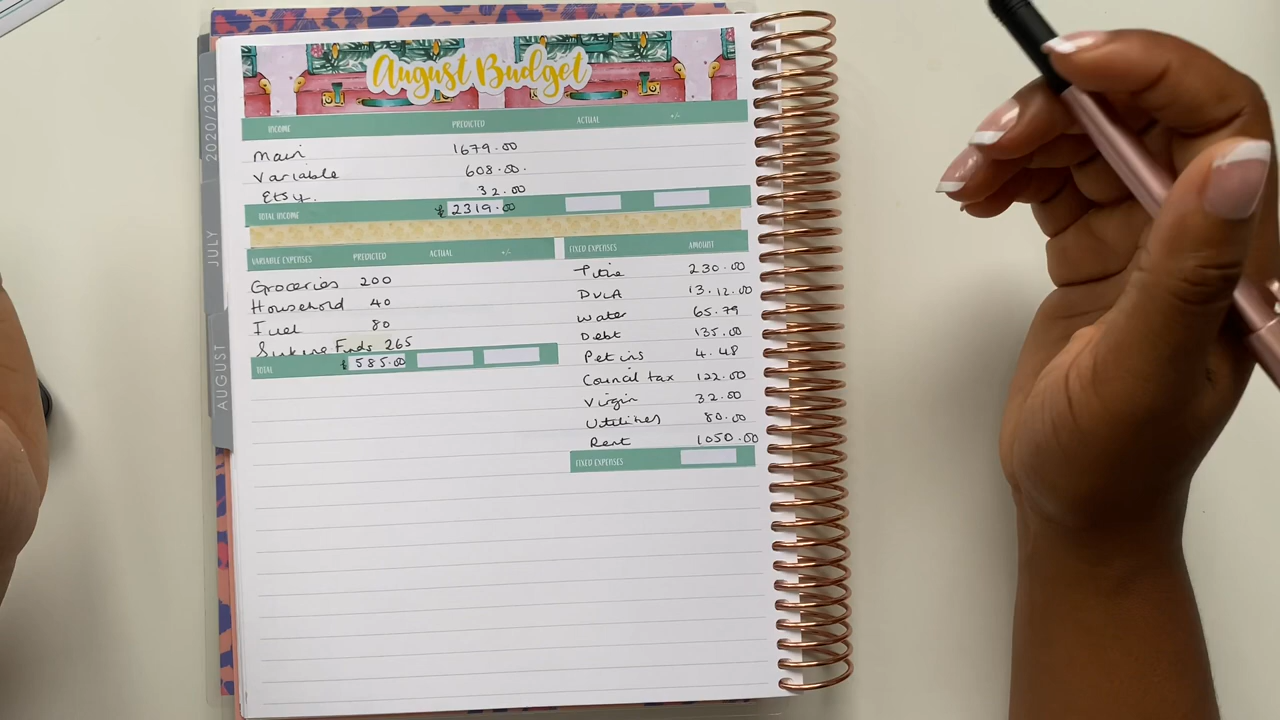 August Budget
2020/2021
JULY
AUGUST
INCOME PREDICTED ACTUAL +/-
Main 1679.00
Variable 608.00.
Etsy. 32.00
TOTAL INCOME £ 2319.00
VARIABLE EXPENSES PREDICTED ACTUAL +/-
Groceries 200
Household 40
Fuel 80
Sinking Funds 265
TOTAL £ 585.00
FIXED EXPENSES AMOUNT
Tithe 230.00
DVLA 13.12.00
Water 65.79
Debt 135.00
Pet ins 4.48
Council tax 122.00
Virgin 32.00
Utilities 80.00
Rent 1050.00
FIXED EXPENSES